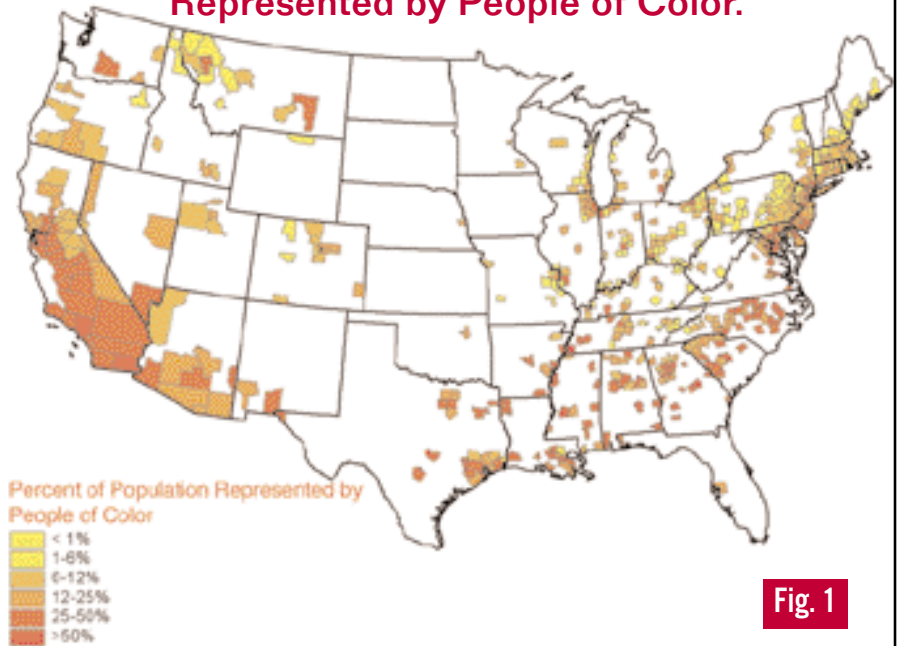 Represented by People of Color.
Percent of Population Represented by
People of Color
< 1%
1-6%
6-12%
12-25%
25-50%
>50%
Fig. 1